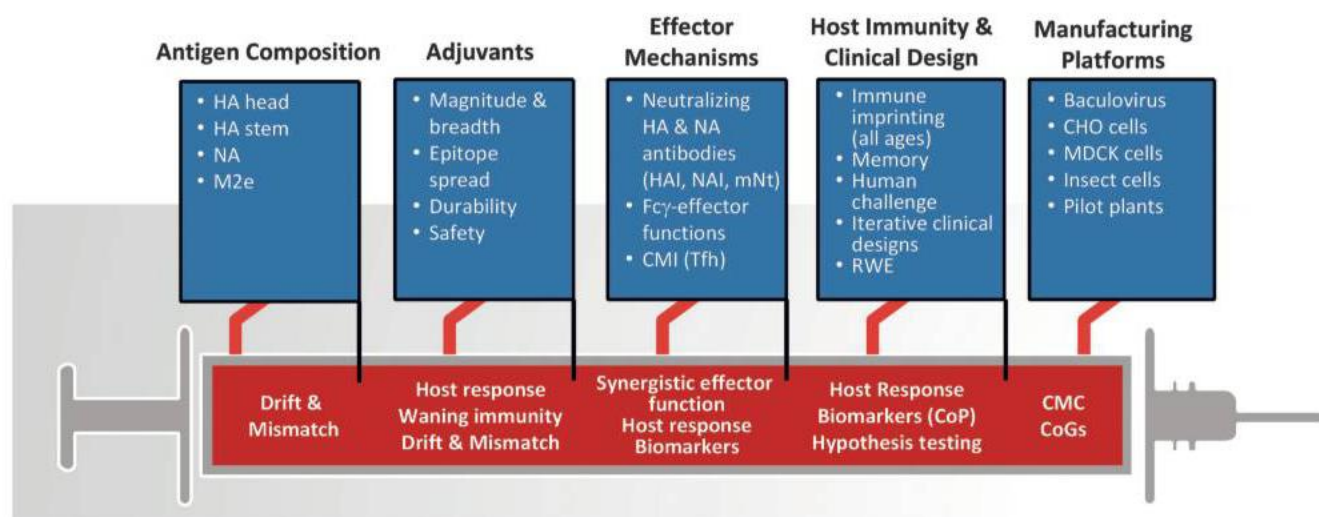 Antigen Composition
• HA head
• HA stem
• NA
• M2e
Adjuvants
• Magnitude &
breadth
• Epitope
spread
• Durability
• Safety
Effector
Mechanisms
• Neutralizing
HA & NA
antibodies
(HAI, NAI, mNt)
• Fcγ-effector
functions
• CMI (Tfh)
Host Immunity &
Clinical Design
• Immune
imprinting
(all ages)
• Memory
• Human
challenge
• Iterative clinical
designs
• RWE
Manufacturing
Platforms
• Baculovirus
• CHO cells
• MDCK cells
• Insect cells
• Pilot plants
Drift &
Mismatch
Host response
Waning immunity
Drift & Mismatch
Synergistic effector
function
Host response
Biomarkers
Host Response
Biomarkers (CoP)
Hypothesis testing
CMC
CoGs